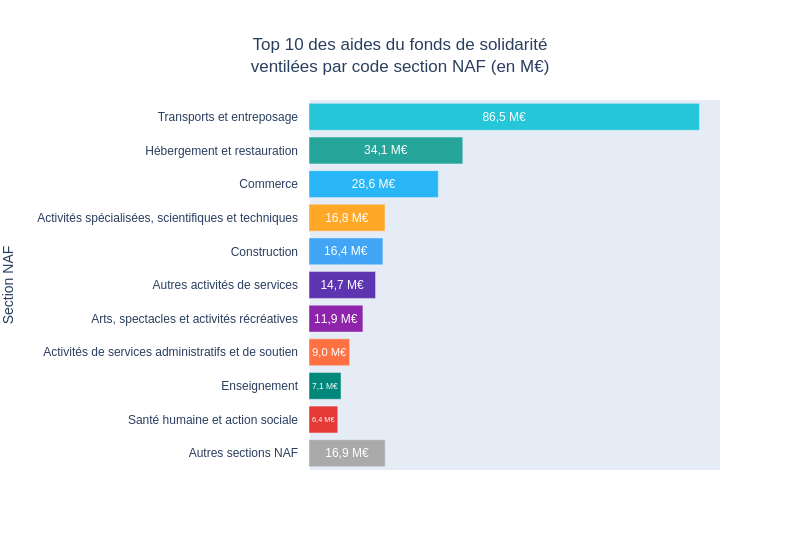 Top 10 des aides du fonds de solidarité
ventilées par code section NAF (en M€)
Section NAF
Transports et entreposage 86,5 M€
Hébergement et restauration 34,1 M€
Commerce 28,6 M€
Activités spécialisées, scientifiques et techniques 16,8 M€
Construction 16,4 M€
Autres activités de services 14,7 M€
Arts, spectacles et activités récréatives 11,9 M€
Activités de services administratifs et de soutien 9,0 M€
Enseignement 7,1 M€
Santé humaine et action sociale 6,4 M€
Autres sections NAF 16,9 M€